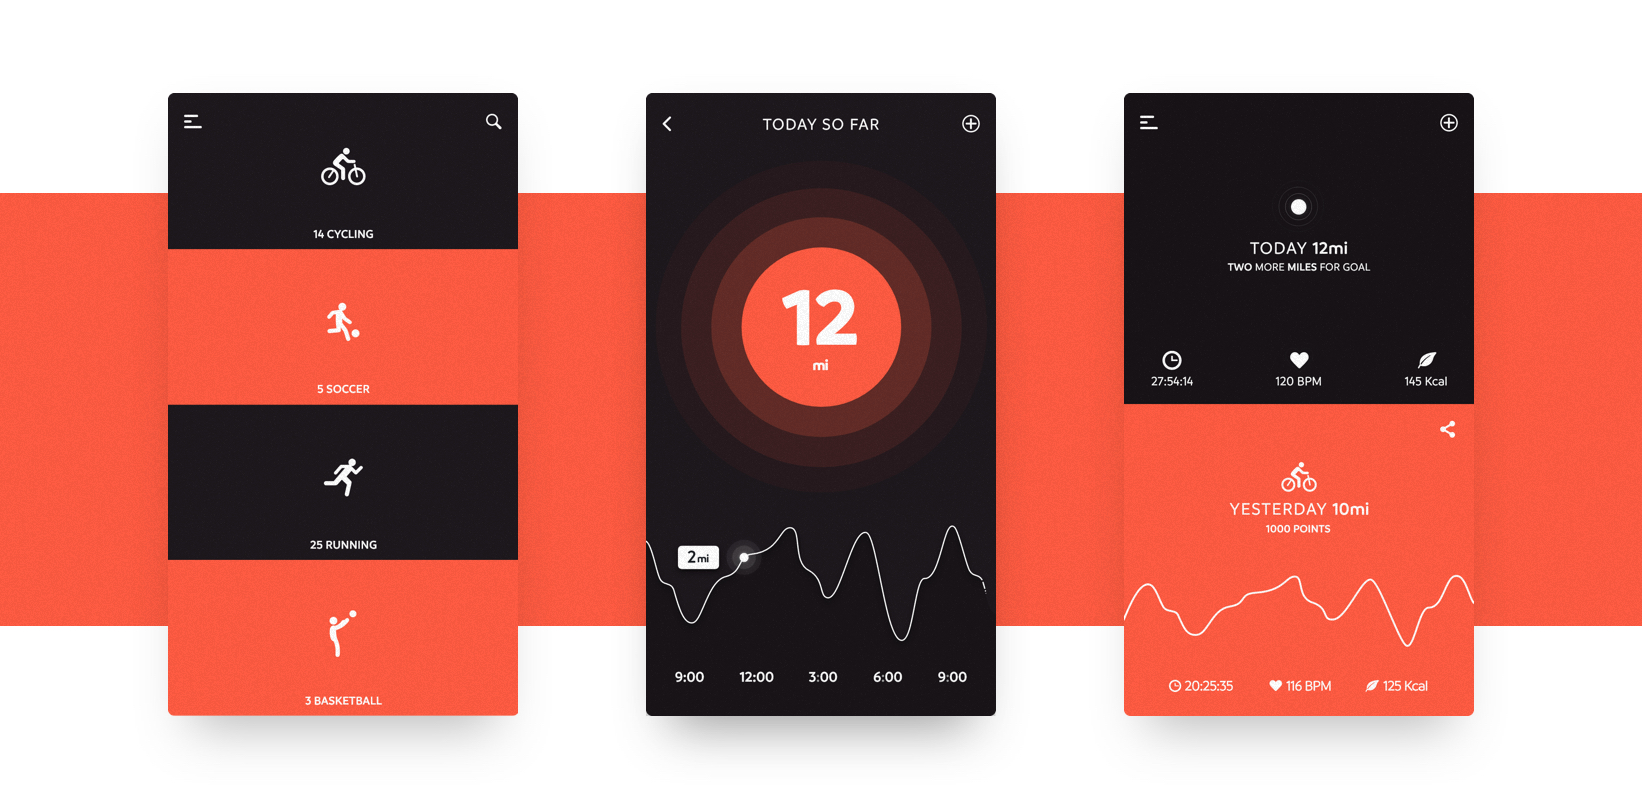 14 CYCLING
5 SOCCER
25 RUNNING
3 BASKETBALL
TODAY SO FAR
12
mi
2mi
9:00 12:00 3:00 6:00 9:00
TODAY 12mi
TWO MORE MILES FOR GOAL
27:54:14 120 BPM 145 Kcal
YESTERDAY 10mi
1000 POINTS
20:25:35 116 BPM 125 Kcal